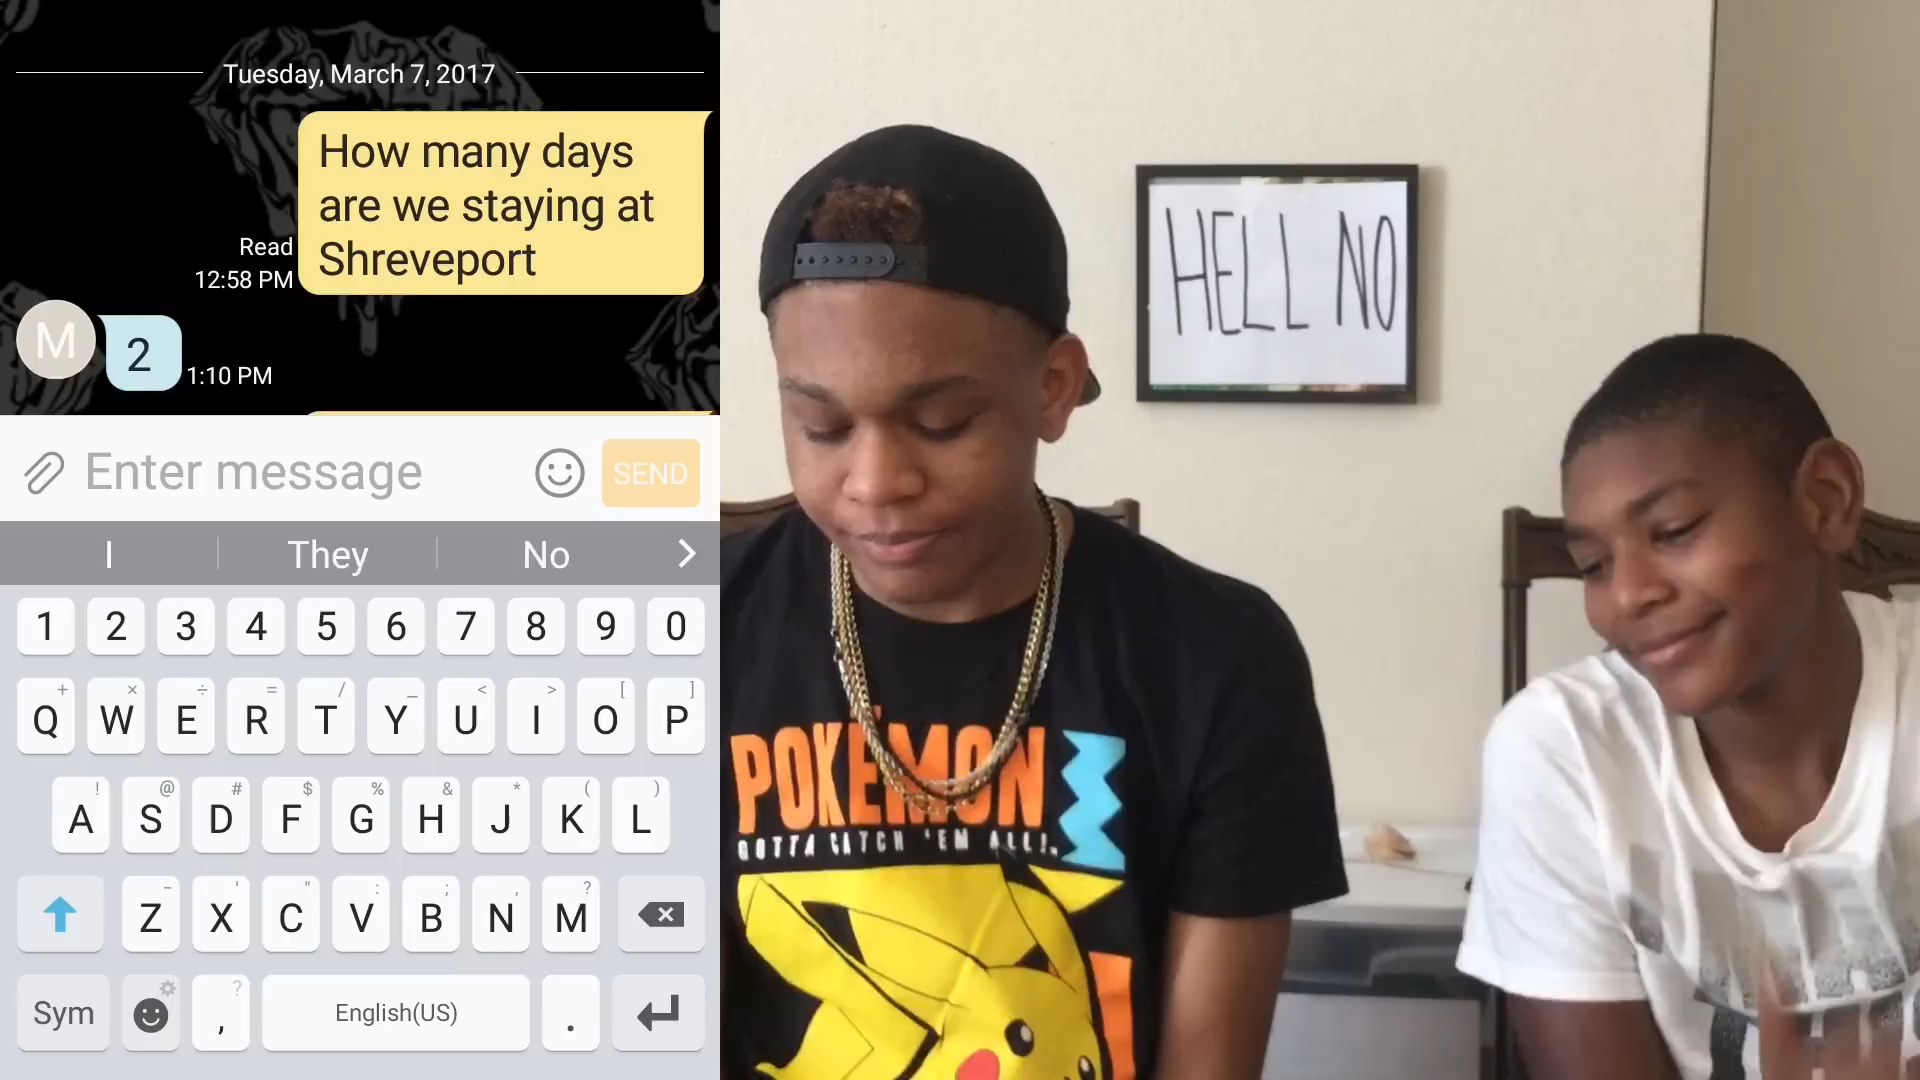 Tuesday, March 7, 2017
How many days
are we staying at
Shreveport
Read
12:58 PM
M
2
1:10 PM
Enter message
SEND
I They No
1 2 3 4 5 6 7 8 9 0
+ × ÷ = / _ < > [ ]
Q W E R T Y U I O P
! @ # $ % & * ( )
A S D F G H J K L
- ' " : ; , ?
Z X C V B N M
Sym , ? English(US) .
HELL NO
POKÉMON
GOTTA CATCH 'EM ALL!